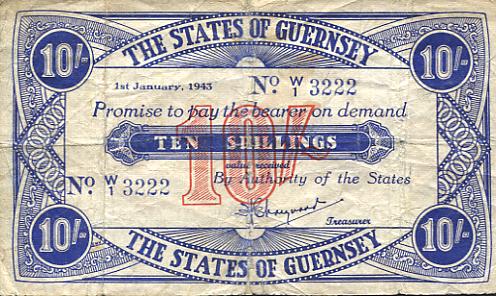 THE STATES OF GUERNSEY
10/- 10/-
1st January, 1943 No. W/1 3222
Promise to pay the bearer on demand
10/-
TEN SHILLINGS
value received
No. W/1 3222 By Authority of the States
Treasurer
10/- 10/-
THE STATES OF GUERNSEY